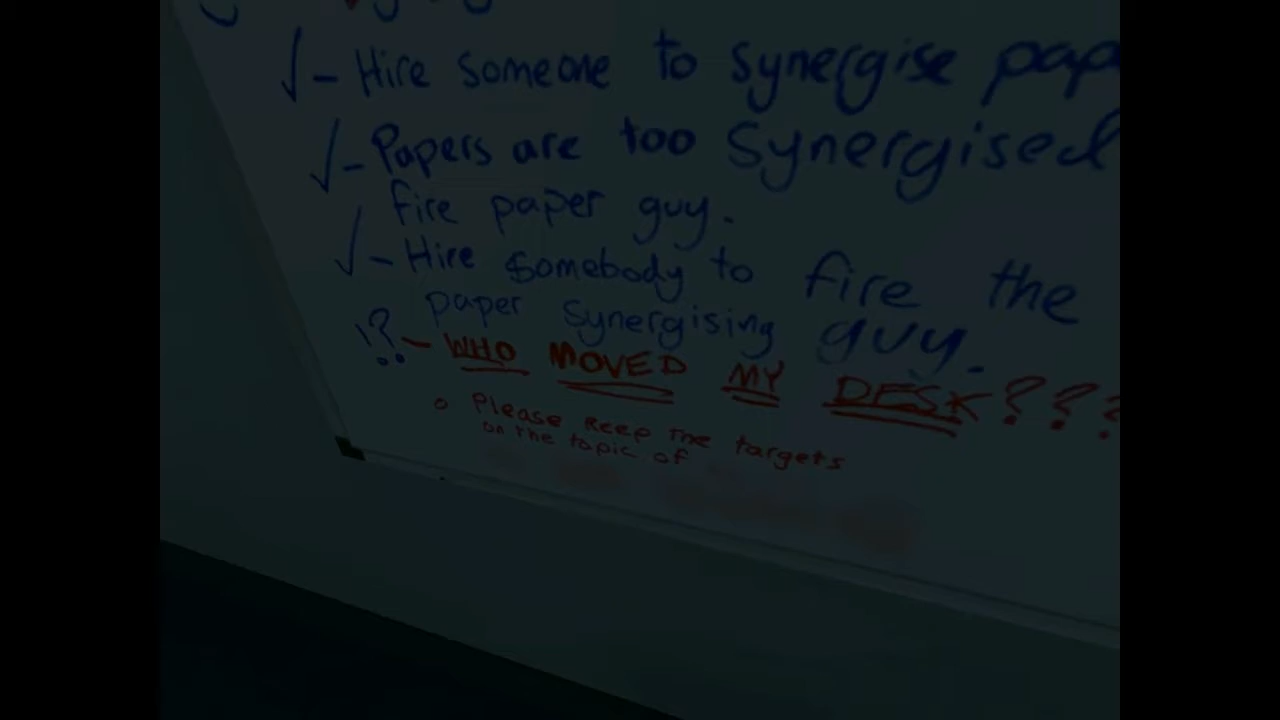 ✓ - Hire someone to synergise pap
✓ - Papers are too synergised
fire paper guy.
✓ - Hire somebody to fire the
paper synergising guy.
!?. - WHO MOVED MY DESK???
o Please keep the targets
on the topic of